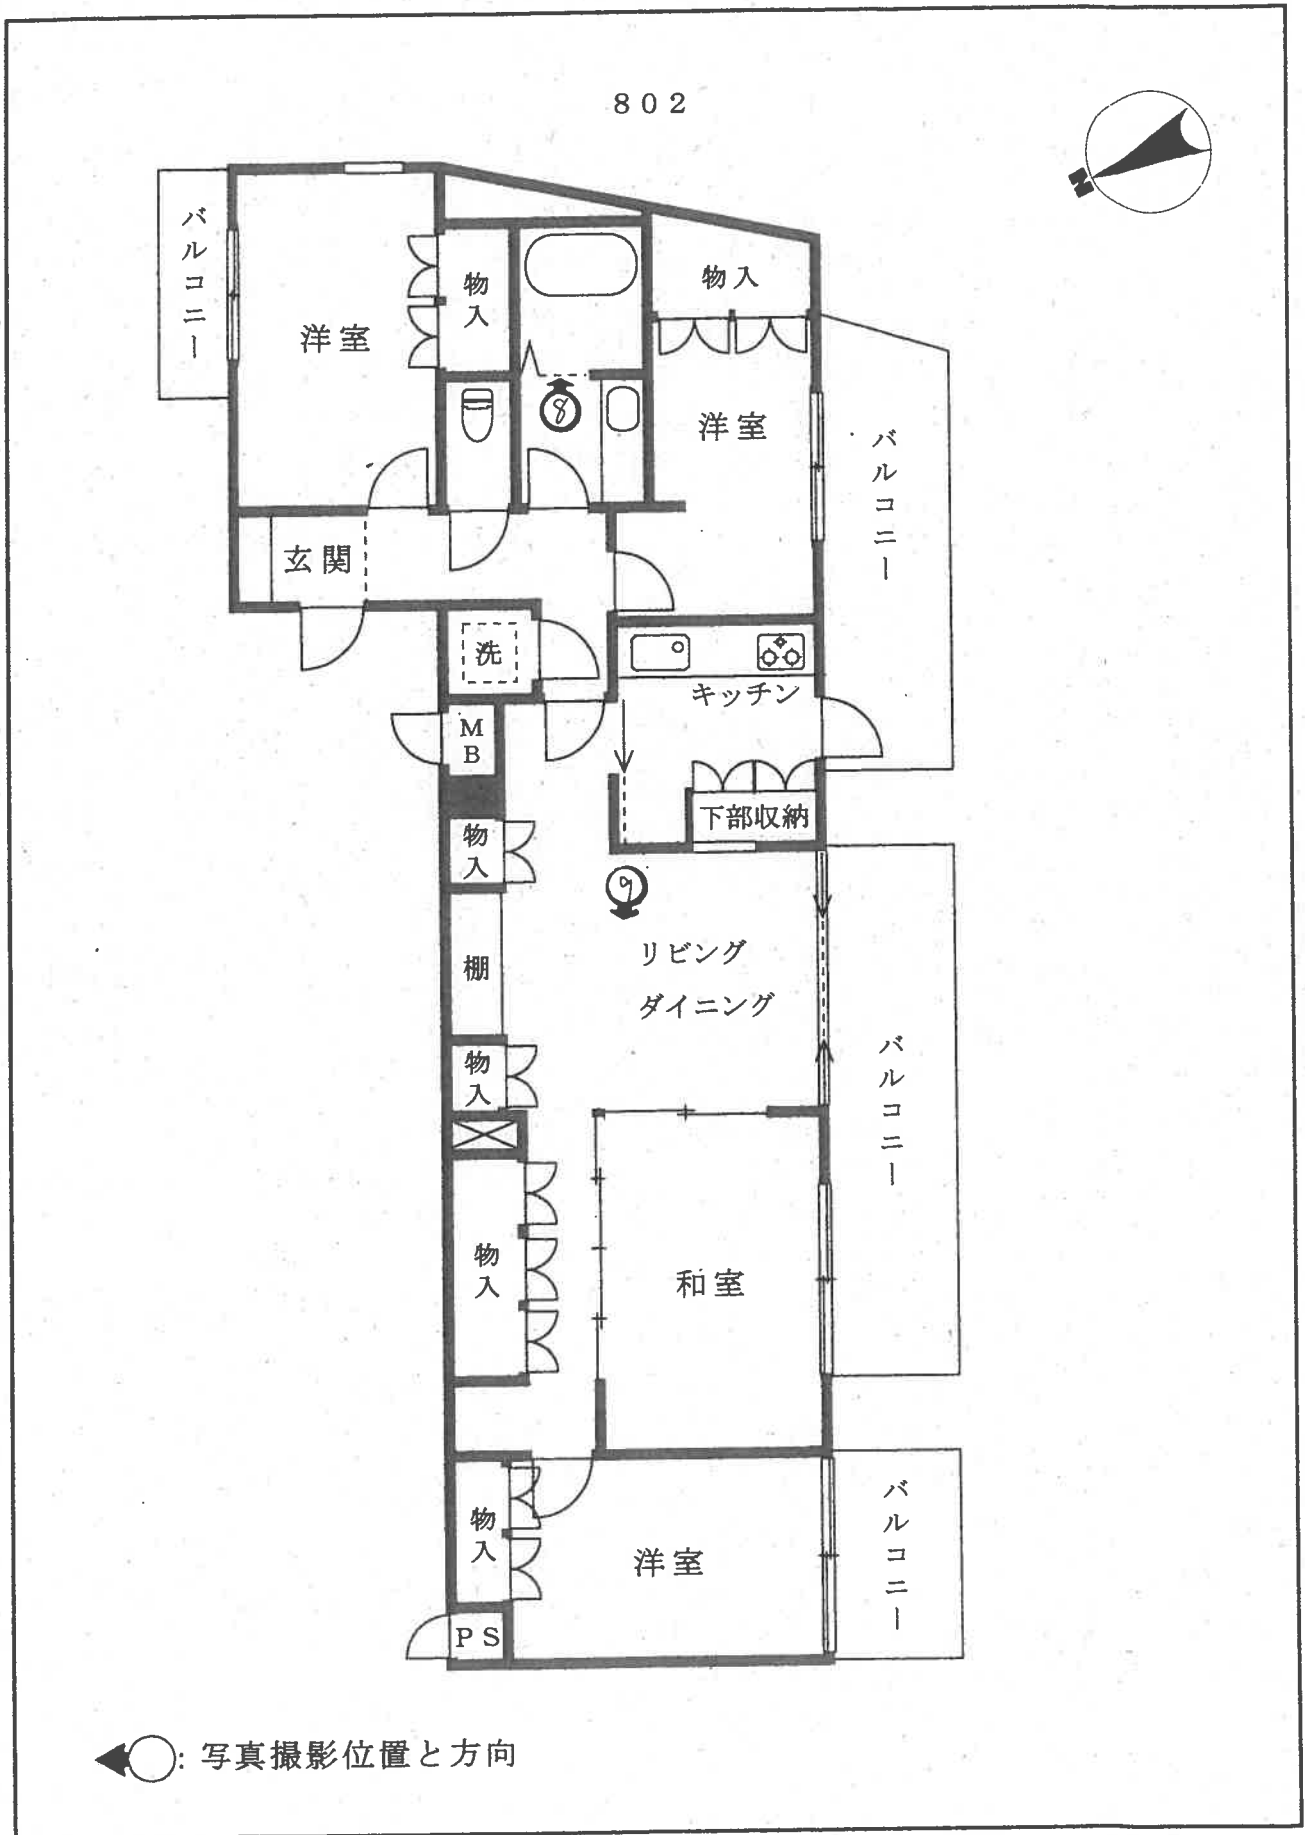 802
N
バルコニー
洋室
物入
物入
洋室
バルコニー
8
玄関
洗
キッチン
MB
下部収納
物入
9
リビング
ダイニング
棚
物入
バルコニー
物入
和室
物入
洋室
バルコニー
PS
: 写真撮影位置と方向